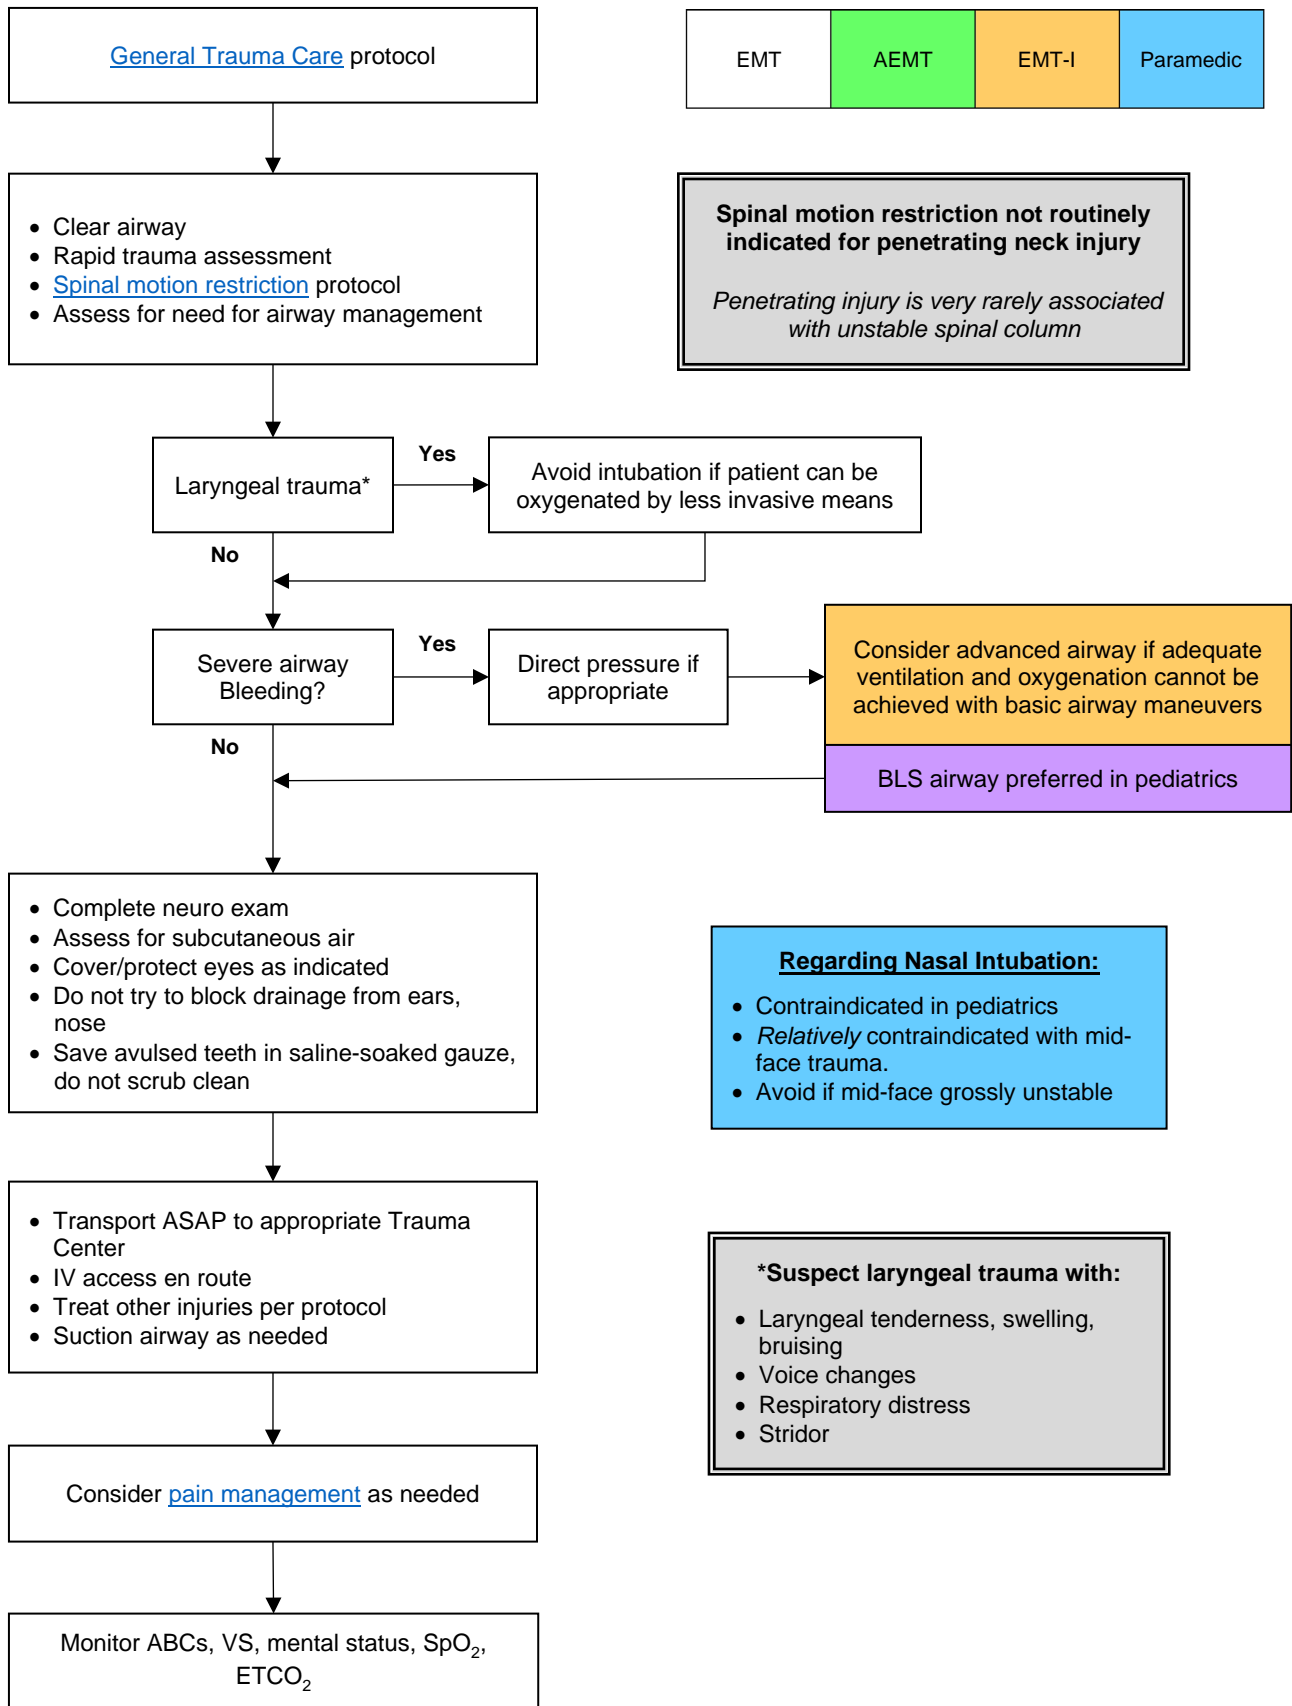 General Trauma Care protocol
EMT
AEMT
EMT-I
Paramedic
• Clear airway
• Rapid trauma assessment
• Spinal motion restriction protocol
• Assess for need for airway management
Spinal motion restriction not routinely
indicated for penetrating neck injury
Penetrating injury is very rarely associated
with unstable spinal column
Laryngeal trauma*
Yes
Avoid intubation if patient can be
oxygenated by less invasive means
No
Severe airway
Bleeding?
Yes
Direct pressure if
appropriate
Consider advanced airway if adequate
ventilation and oxygenation cannot be
achieved with basic airway maneuvers
BLS airway preferred in pediatrics
No
• Complete neuro exam
• Assess for subcutaneous air
• Cover/protect eyes as indicated
• Do not try to block drainage from ears,
nose
• Save avulsed teeth in saline-soaked gauze,
do not scrub clean
Regarding Nasal Intubation:
• Contraindicated in pediatrics
• Relatively contraindicated with mid-
face trauma.
• Avoid if mid-face grossly unstable
• Transport ASAP to appropriate Trauma
Center
• IV access en route
• Treat other injuries per protocol
• Suction airway as needed
*Suspect laryngeal trauma with:
• Laryngeal tenderness, swelling,
bruising
• Voice changes
• Respiratory distress
• Stridor
Consider pain management as needed
Monitor ABCs, VS, mental status, SpO₂,
ETCO₂